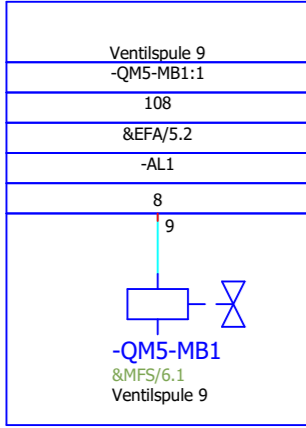 Ventilspule 9
-QM5-MB1:1
108
&EFA/5.2
-AL1
8
9
-QM5-MB1
&MFS/6.1
Ventilspule 9